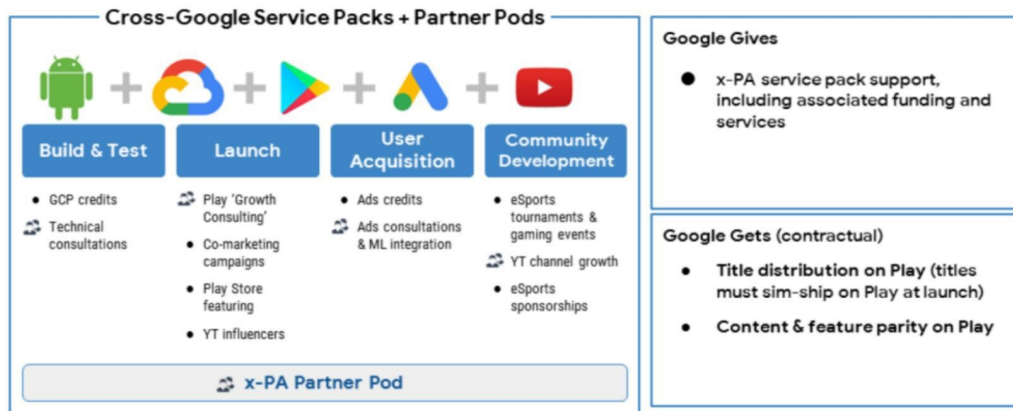 Cross-Google Service Packs + Partner Pods
Build & Test
● GCP credits
Technical
consultations
Launch
Play ‘Growth
Consulting’
● Co-marketing
campaigns
● Play Store
featuring
● YT influencers
User
Acquisition
● Ads credits
Ads consultations
& ML integration
Community
Development
● eSports
tournaments &
gaming events
YT channel growth
● eSports
sponsorships
x-PA Partner Pod
Google Gives
● x-PA service pack support,
including associated funding and
services
Google Gets (contractual)
● Title distribution on Play (titles
must sim-ship on Play at launch)
● Content & feature parity on Play